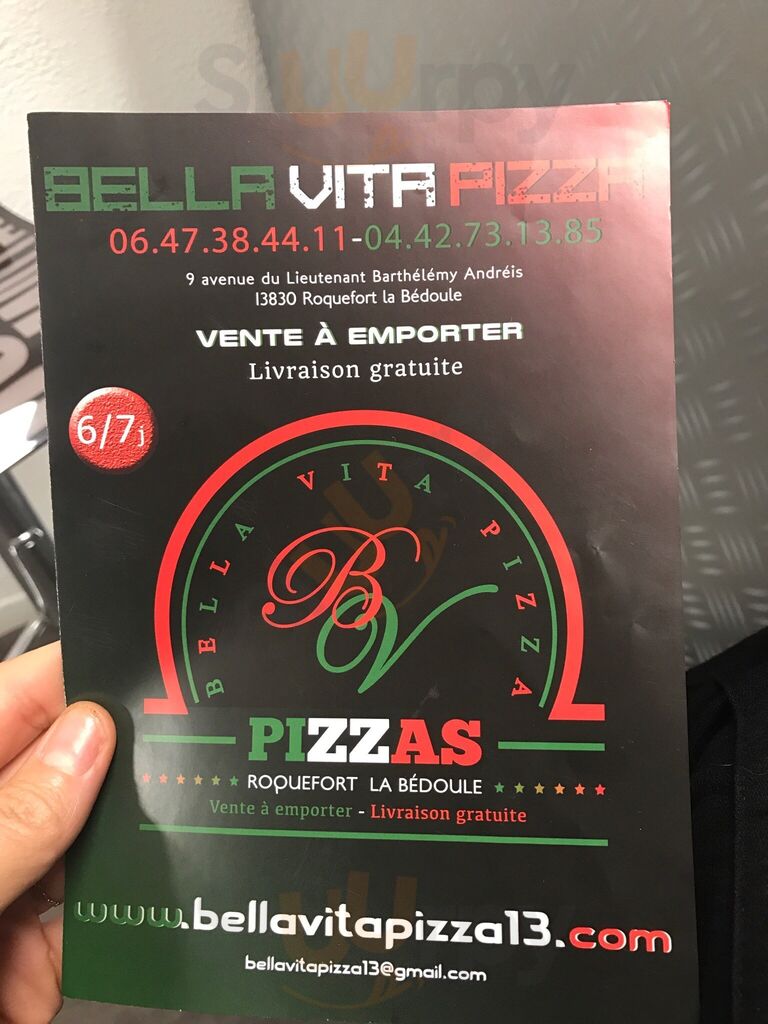 Sluurpy
BELLA VITA PIZZA
06.47.38.44.11-04.42.73.13.85
9 avenue du Lieutenant Barthélémy Andréis
13830 Roquefort la Bédoule
VENTE À EMPORTER
Livraison gratuite
6/7j
BELLA VITA PIZZA
BV
PIZZAS
ROQUEFORT LA BÉDOULE
Vente à emporter - Livraison gratuite
www.bellavitapizza13.com
bellavitapizza13@gmail.com